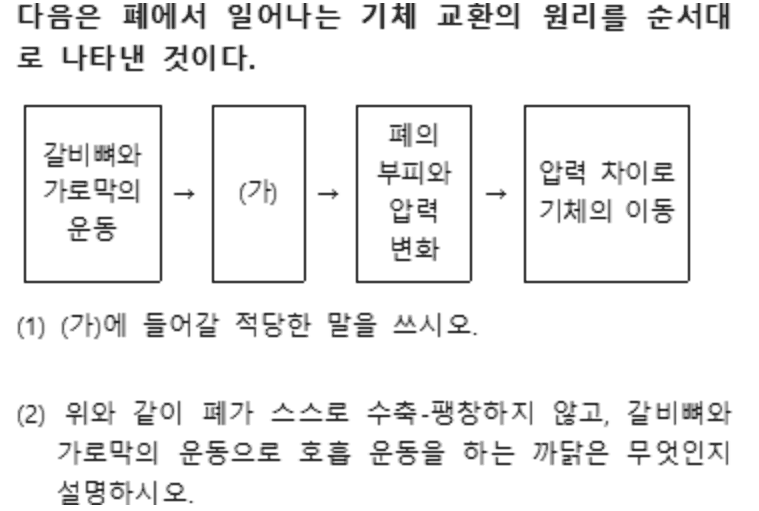 다음은 폐에서 일어나는 기체 교환의 원리를 순서대
로 나타낸 것이다.
갈비뼈와
가로막의
운동
→
(가)
→
폐의
부피와
압력
변화
→
압력 차이로
기체의 이동
(1) (가)에 들어갈 적당한 말을 쓰시오.
(2) 위와 같이 폐가 스스로 수축-팽창하지 않고, 갈비뼈와
가로막의 운동으로 호흡 운동을 하는 까닭은 무엇인지
설명하시오.